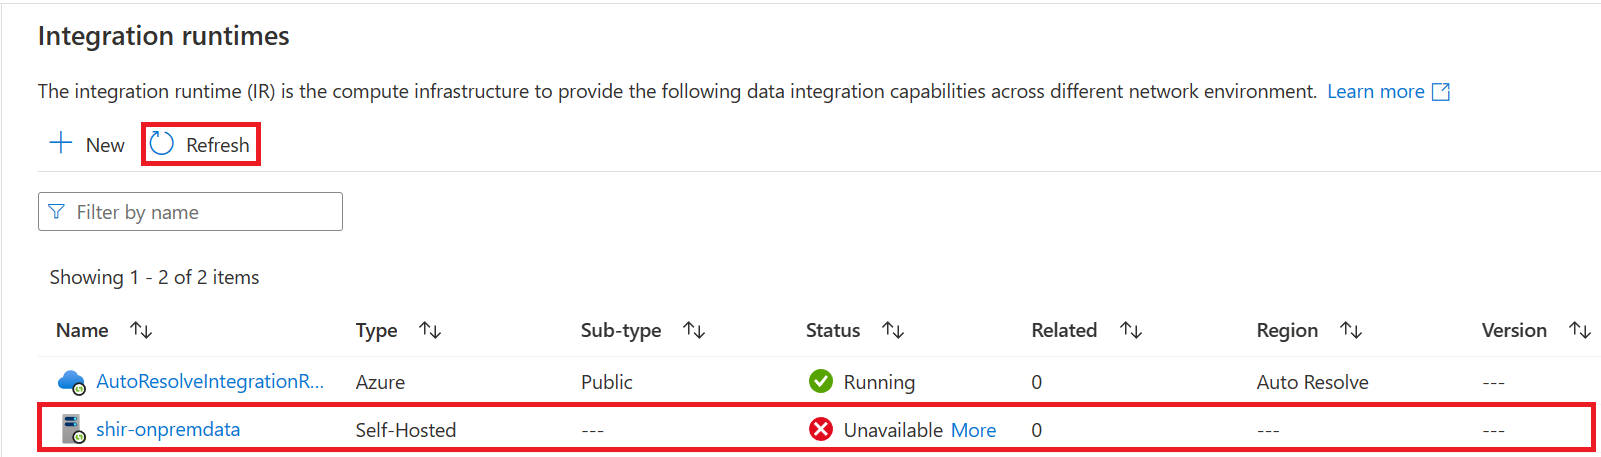 Integration runtimes
The integration runtime (IR) is the compute infrastructure to provide the following data integration capabilities across different network environment. Learn more
New Refresh
Filter by name
Showing 1 - 2 of 2 items
Name Type Sub-type Status Related Region Version
AutoResolveIntegrationR... Azure Public Running 0 Auto Resolve ---
shir-onpremdata Self-Hosted --- Unavailable More 0 --- ---